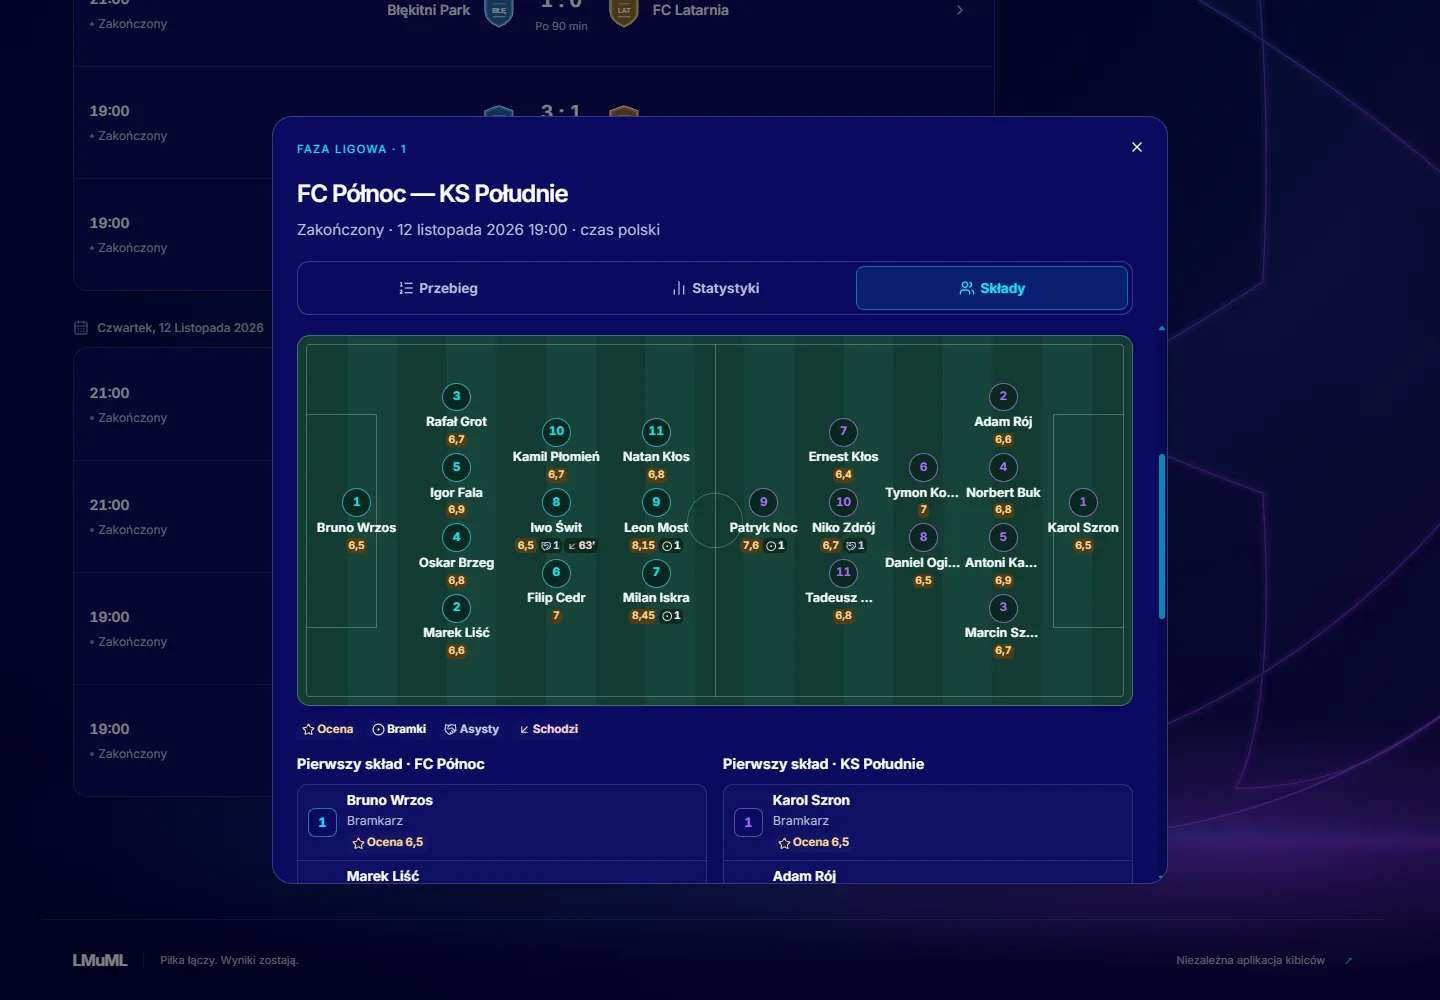 21:00
• Zakończony
Błękitni Park
BŁĘ
1 : 0
Po 90 min
LAT
FC Latarnia
19:00
• Zakończony
3 : 1
19:00
• Zakończony
Czwartek, 12 Listopada 2026
21:00
• Zakończony
21:00
• Zakończony
19:00
• Zakończony
19:00
• Zakończony
FAZA LIGOWA · 1
FC Północ — KS Południe
Zakończony · 12 listopada 2026 19:00 · czas polski
Przebieg
Statystyki
Składy
1
Bruno Wrzos
6,5
3
Rafał Grot
6,7
5
Igor Fala
6,9
4
Oskar Brzeg
6,8
2
Marek Liść
6,6
10
Kamil Płomień
6,7
8
Iwo Świt
6,5 1 63'
6
Filip Cedr
7
11
Natan Kłos
6,8
9
Leon Most
8,15 1
7
Milan Iskra
8,45 1
9
Patryk Noc
7,6 1
7
Ernest Kłos
6,4
10
Niko Zdrój
6,7 1
11
Tadeusz ...
6,8
6
Tymon Ko...
7
8
Daniel Ogi...
6,5
2
Adam Rój
6,6
4
Norbert Buk
6,8
5
Antoni Ka...
6,9
3
Marcin Sz...
6,7
1
Karol Szron
6,5
Ocena Bramki Asysty Schodzi
Pierwszy skład · FC Północ
1
Bruno Wrzos
Bramkarz
Ocena 6,5
Marek Liść
Pierwszy skład · KS Południe
1
Karol Szron
Bramkarz
Ocena 6,5
Adam Rój
LMuML
Piłka łączy. Wyniki zostają.
Niezależna aplikacja kibiców